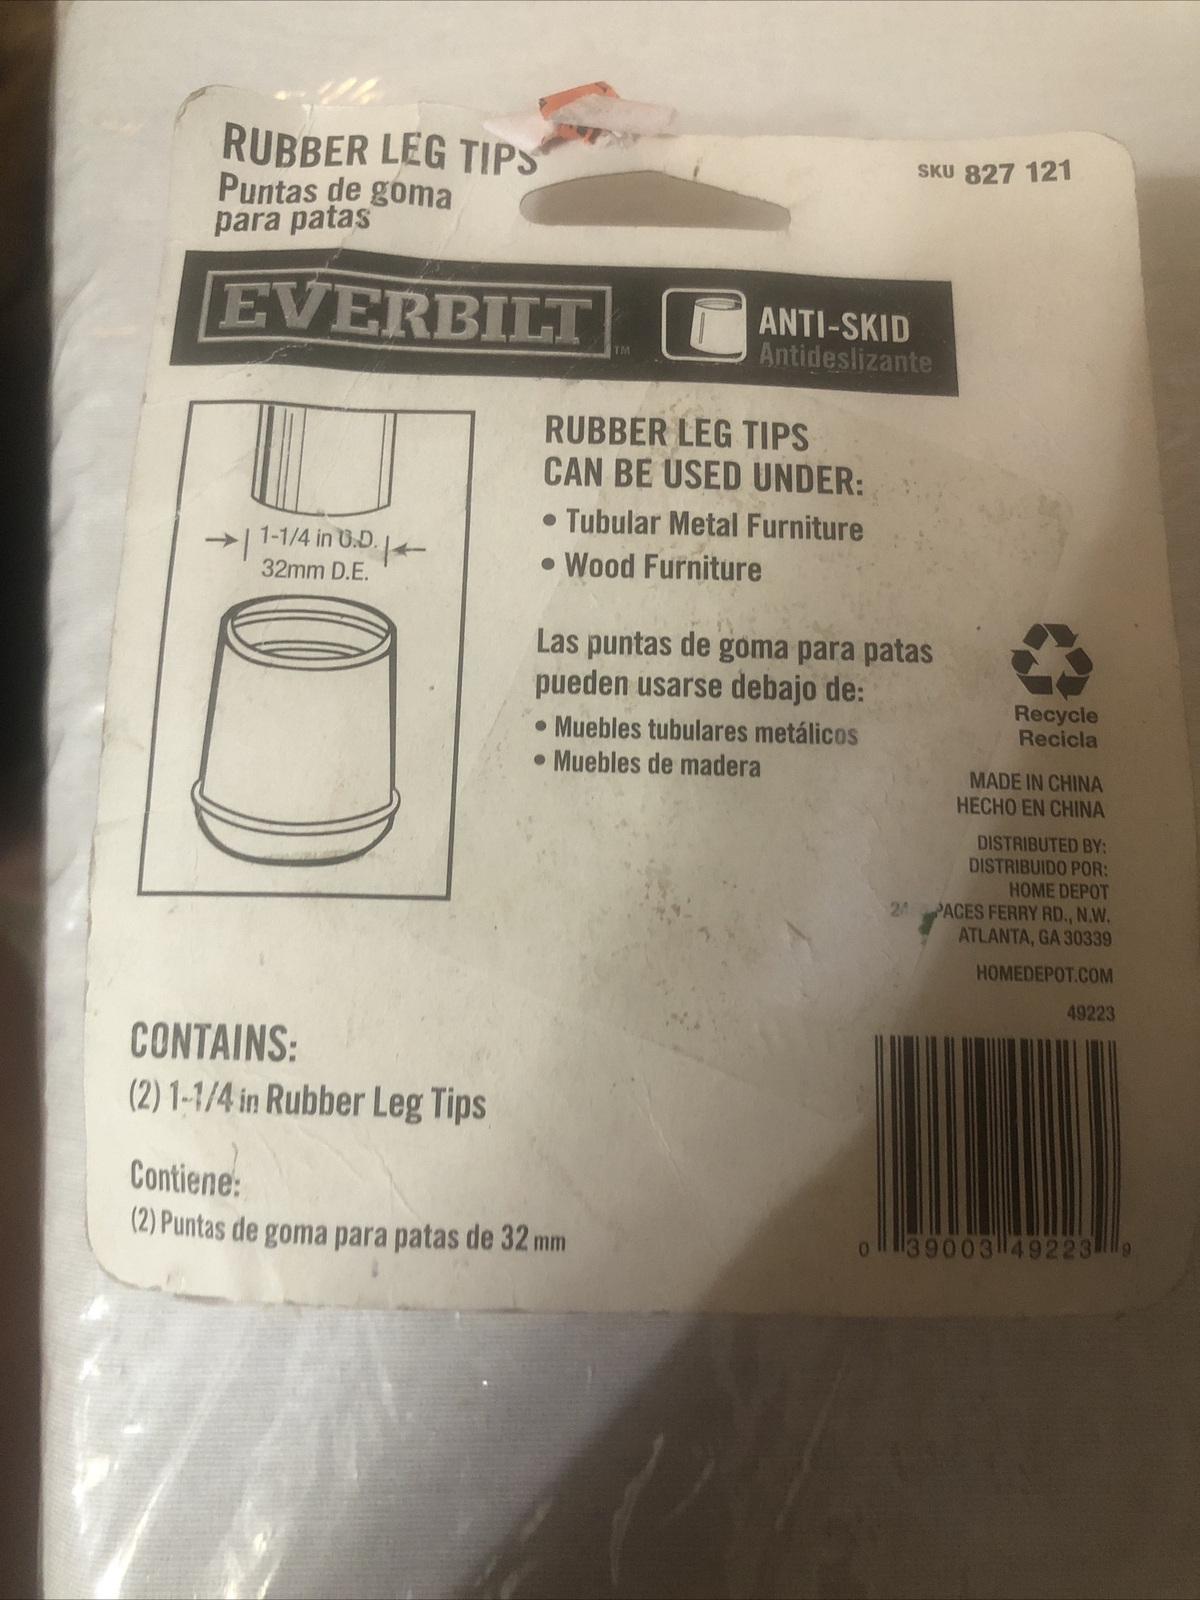 RUBBER LEG TIPS
Puntas de goma
para patas
SKU 827 121
EVERBILT™
ANTI-SKID
Antideslizante
1-1/4 in O.D.
32mm D.E.
RUBBER LEG TIPS
CAN BE USED UNDER:
• Tubular Metal Furniture
• Wood Furniture
Las puntas de goma para patas
pueden usarse debajo de:
• Muebles tubulares metálicos
• Muebles de madera
Recycle
Recicla
MADE IN CHINA
HECHO EN CHINA
DISTRIBUTED BY:
DISTRIBUIDO POR:
HOME DEPOT
PACES FERRY RD., N.W.
ATLANTA, GA 30339
HOMEDEPOT.COM
49223
CONTAINS:
(2) 1-1/4 in Rubber Leg Tips
Contiene:
(2) Puntas de goma para patas de 32 mm
0 39003 49223 9